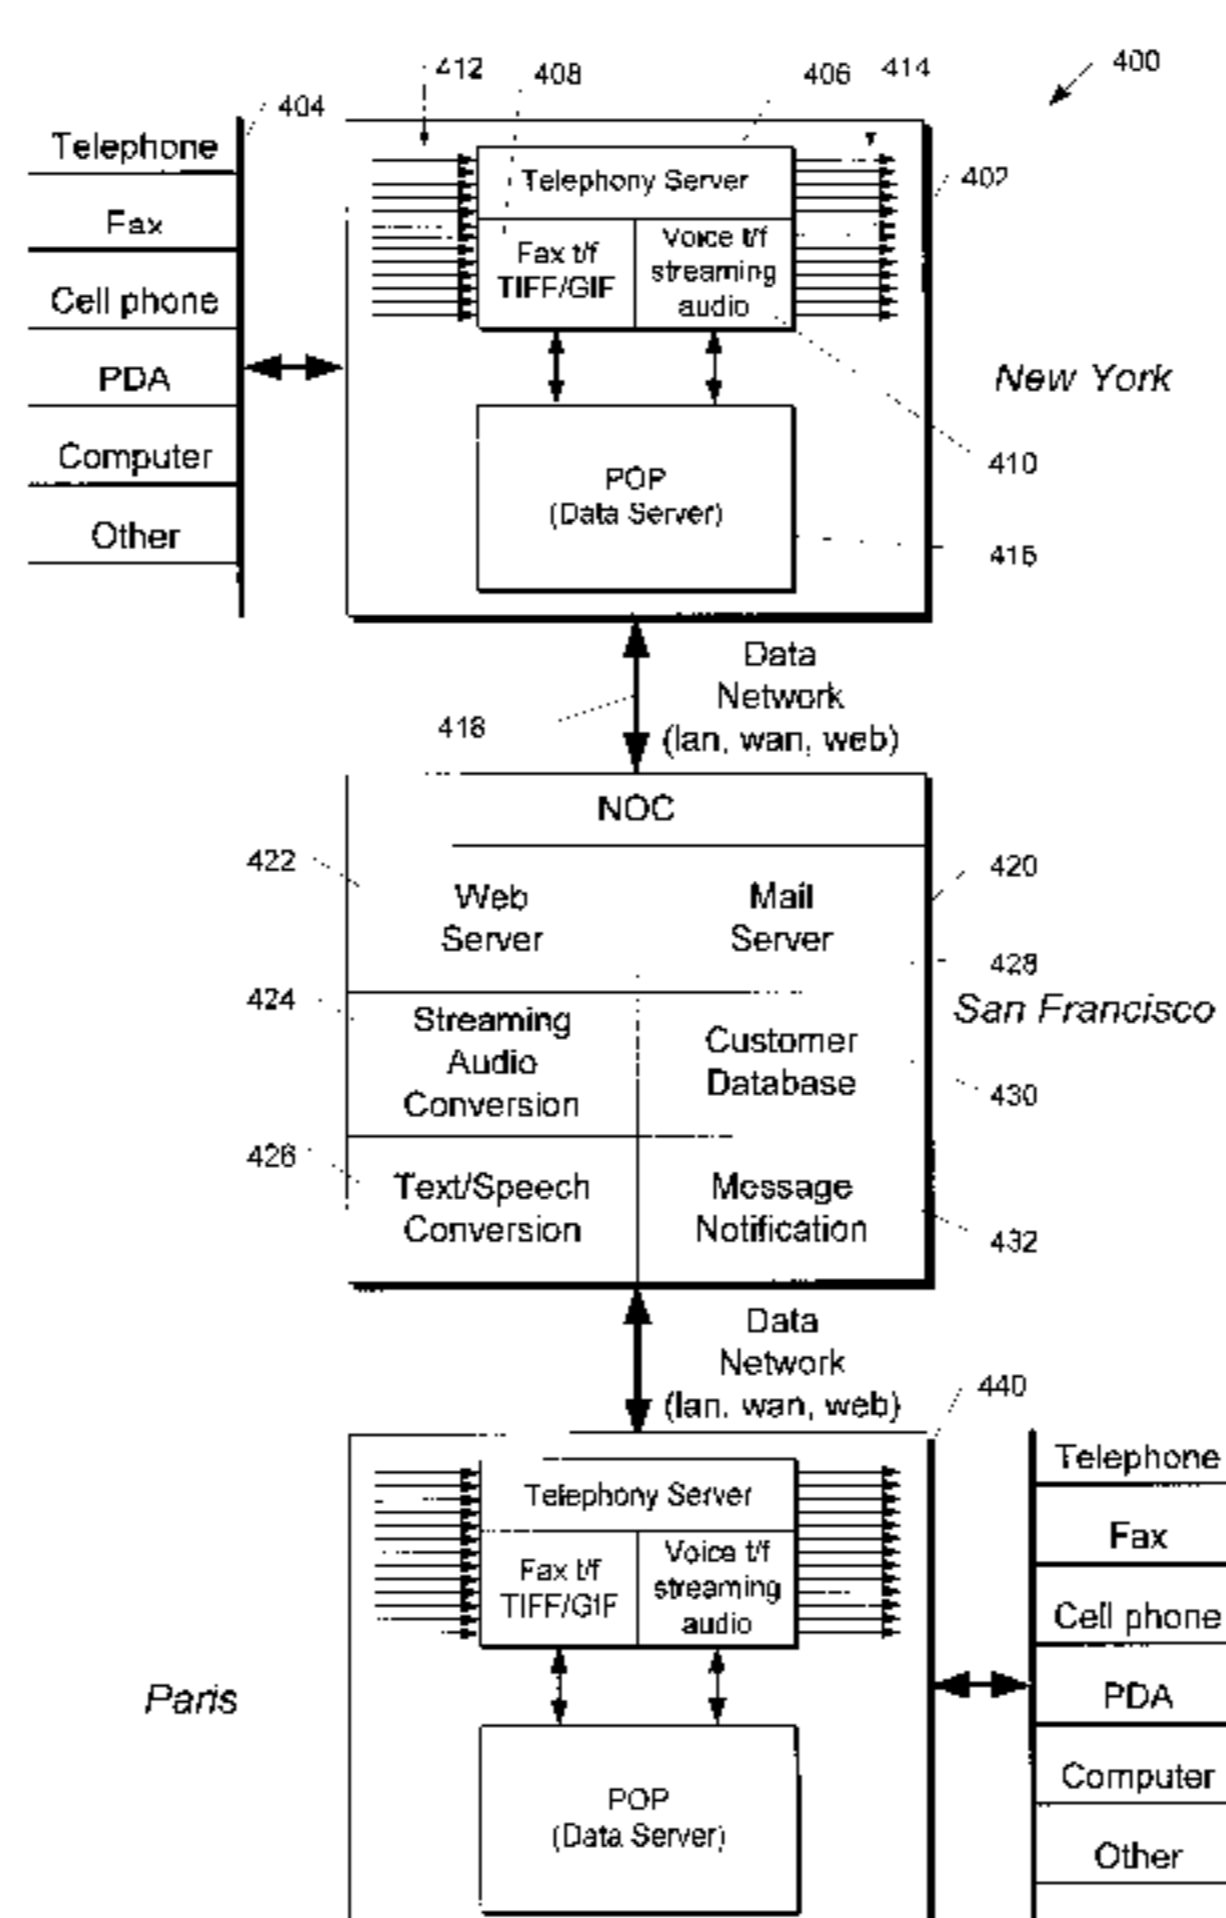 412
408
406
414
400
404
Telephone
Fax
Cell phone
PDA
Computer
Other
Telephony Server
Fax t/f
TIFF/GIF
Voice t/f
streaming
audio
402
New York
410
POP
(Data Server)
416
Data
Network
(lan, wan, web)
418
NOC
422
Web
Server
Mail
Server
420
428
424
Streaming
Audio
Conversion
Customer
Database
San Francisco
430
426
Text/Speech
Conversion
Message
Notification
432
Data
Network
(lan, wan, web)
440
Telephony Server
Fax t/f
TIFF/GIF
Voice t/f
streaming
audio
Telephone
Fax
Cell phone
PDA
Computer
Other
Paris
POP
(Data Server)